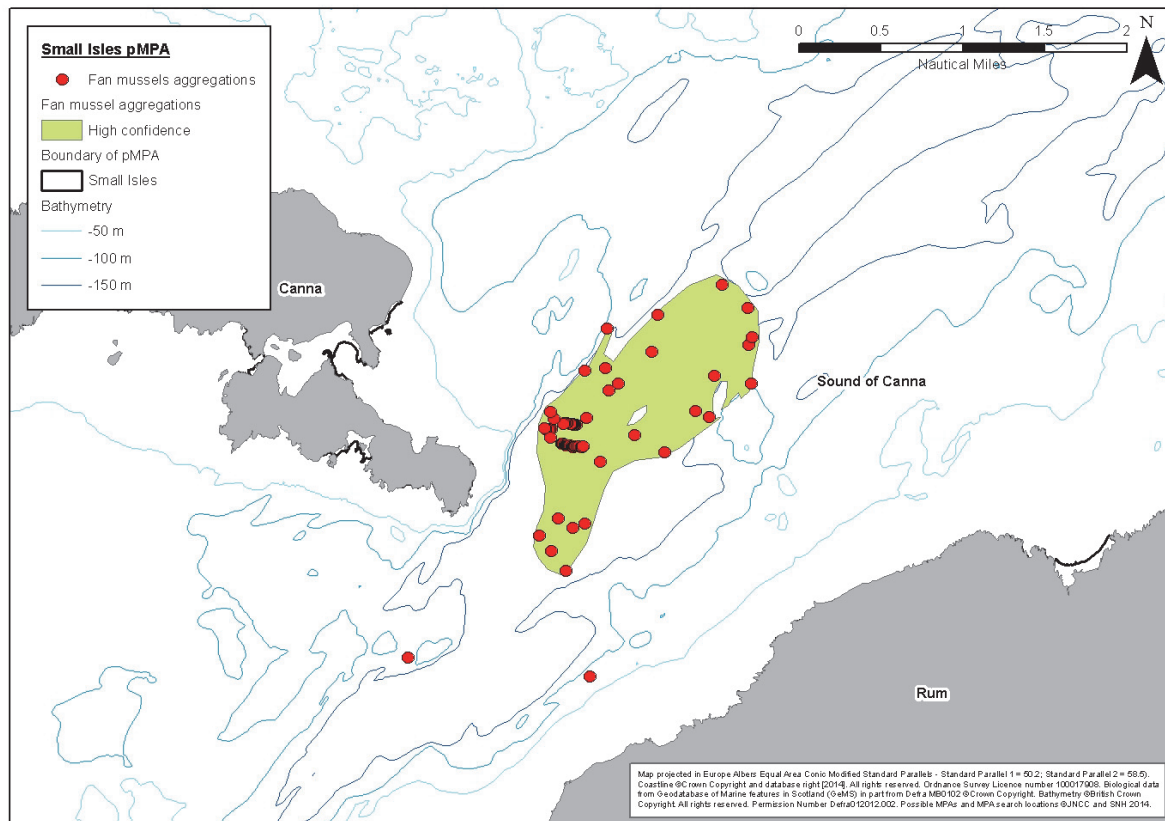 Small Isles pMPA
Fan mussels aggregations
Fan mussel aggregations
High confidence
Boundary of pMPA
Small Isles
Bathymetry
-50 m
-100 m
-150 m
0 0.5 1 1.5 2
Nautical Miles
N
Canna
Sound of Canna
Rum
Map projected in Europe Albers Equal Area Conic Modified Standard Parallels - Standard Parallel 1 = 50.2; Standard Parallel 2 = 58.5).
Coastline ©Crown Copyright and database right [2014]. All rights reserved. Ordnance Survey Licence number 100017908. Biological data
from Geodatabase of Marine features in Scotland (GeMS) in part from Defra MB0102 ©Crown Copyright. Bathymetry ©British Crown
Copyright. All rights reserved. Permission Number Defra012012.002. Possible MPAs and MPA search locations ©JNCC and SNH 2014.